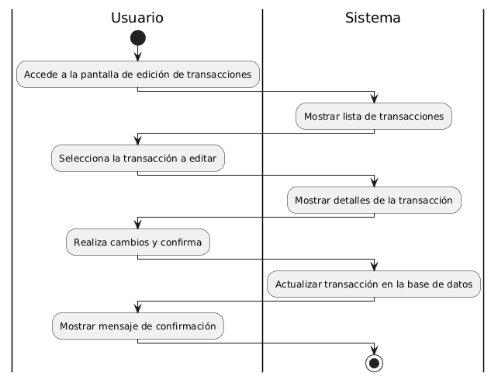 Usuario
Sistema
Accede a la pantalla de edición de transacciones
Mostrar lista de transacciones
Selecciona la transacción a editar
Mostrar detalles de la transacción
Realiza cambios y confirma
Actualizar transacción en la base de datos
Mostrar mensaje de confirmación